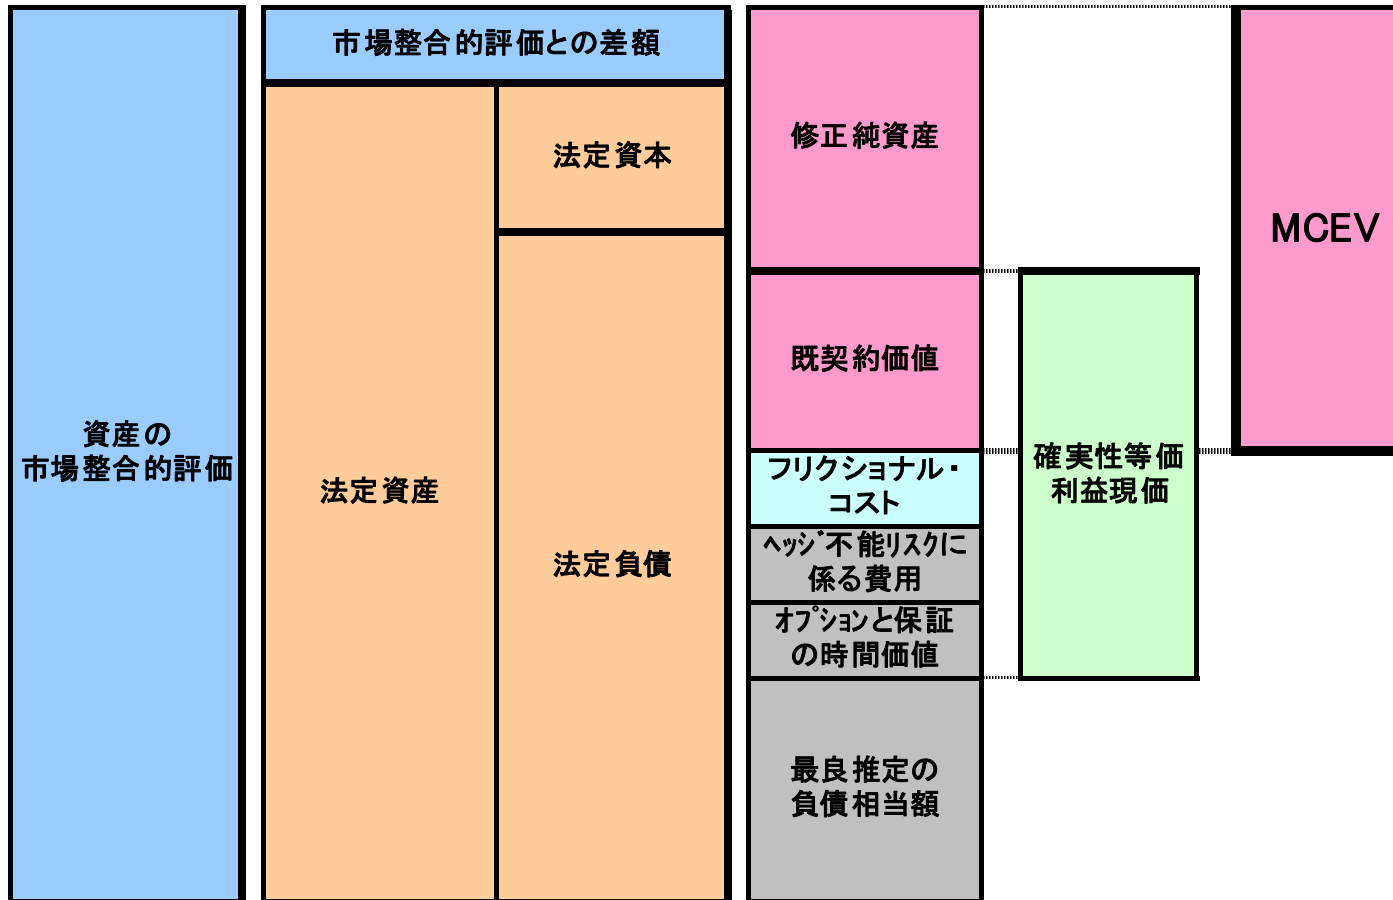 資産の
市場整合的評価
市場整合的評価との差額
法定資産
法定資本
法定負債
修正純資産
既契約価値
フリクショナル・
コスト
ﾍｯｼﾞ不能リスクに
係る費用
ｵﾌﾟｼｮﾝと保証
の時間価値
最良推定の
負債相当額
確実性等価
利益現価
MCEV